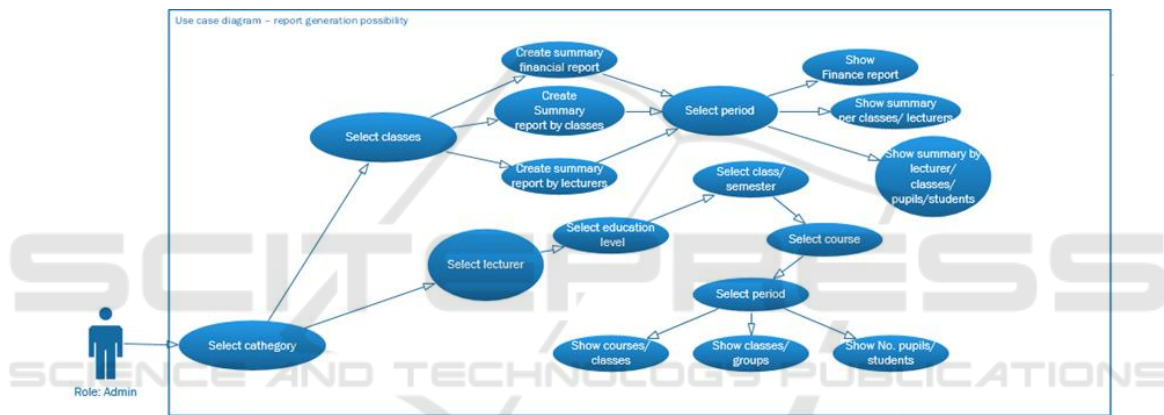 Use case diagram – report generation possibility
Create summary
financial report
Show
Finance report
Create
Summary
report by classes
Select period
Show summary
per classes/ lecturers
Select classes
Create summary
report by lecturers
Show summary by
lecturer/
classes/
pupils/students
Select class/
semester
Select education
level
Select course
Select lecturer
Select period
Select cathegory
Show courses/
classes
Show classes/
groups
Show No. pupils/
students
Role: Admin
SCITEPRESS
SCIENCE AND TECHNOLOGY PUBLICATIONS